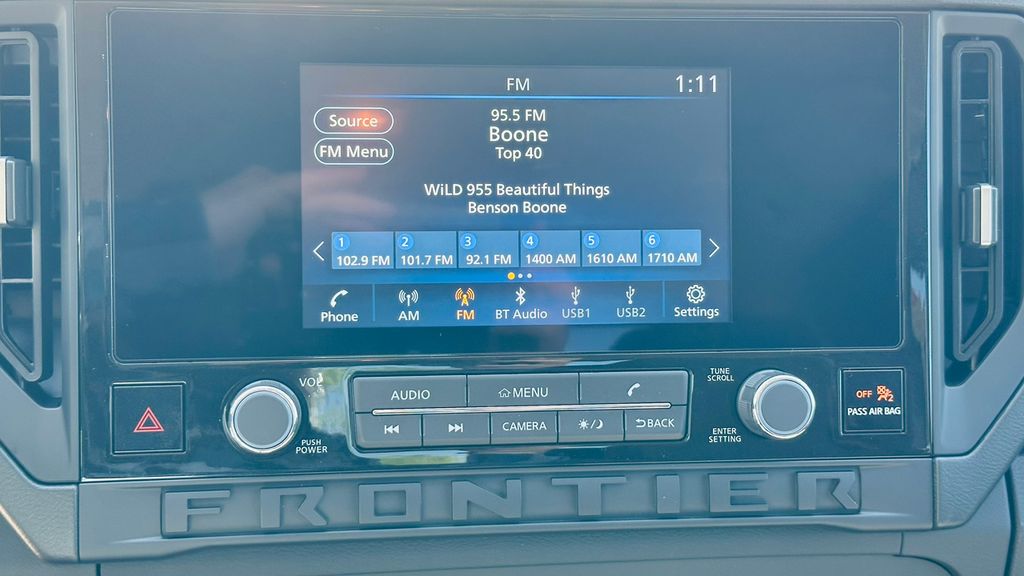 FM
1:11
Source
95.5 FM
Boone
FM Menu
Top 40
WiLD 955 Beautiful Things
Benson Boone
1 2 3 4 5 6
102.9 FM 101.7 FM 92.1 FM 1400 AM 1610 AM 1710 AM
Phone AM FM BT Audio USB1 USB2 Settings
VOL
PUSH
POWER
AUDIO MENU
CAMERA BACK
TUNE
SCROLL
ENTER
SETTING
OFF 2
PASS AIR BAG
FRONTIER